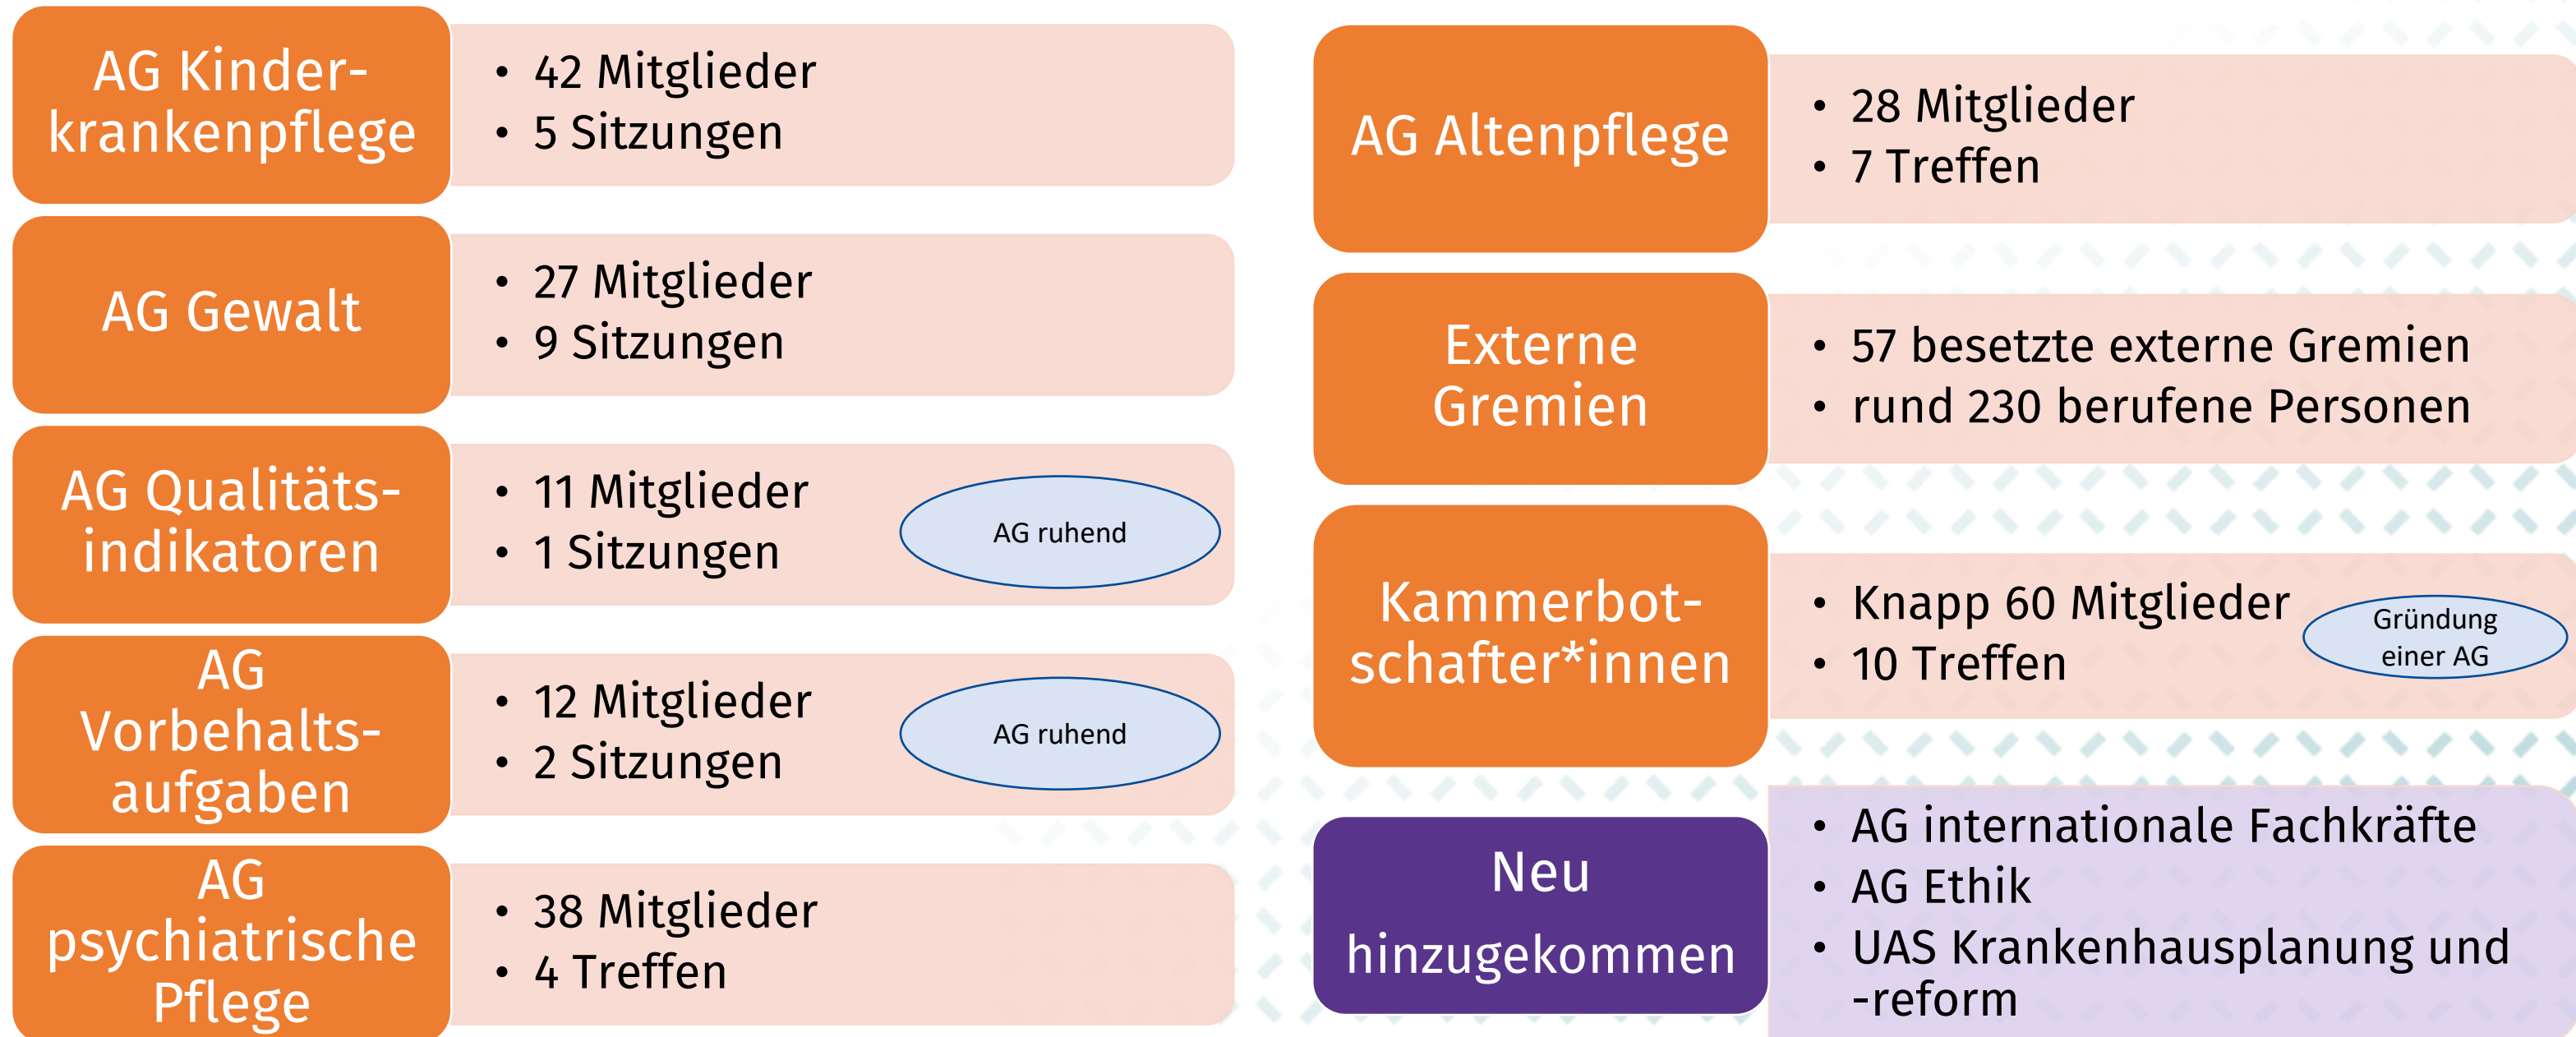 AG Kinder-
krankenpflege
• 42 Mitglieder
• 5 Sitzungen
AG Gewalt
• 27 Mitglieder
• 9 Sitzungen
AG Qualitäts-
indikatoren
• 11 Mitglieder
• 1 Sitzungen
AG ruhend
AG
Vorbehalts-
aufgaben
• 12 Mitglieder
• 2 Sitzungen
AG ruhend
AG
psychiatrische
Pflege
• 38 Mitglieder
• 4 Treffen
AG Altenpflege
• 28 Mitglieder
• 7 Treffen
Externe
Gremien
• 57 besetzte externe Gremien
• rund 230 berufene Personen
Kammerbot-
schafter*innen
• Knapp 60 Mitglieder
• 10 Treffen
Gründung
einer AG
Neu
hinzugekommen
• AG internationale Fachkräfte
• AG Ethik
• UAS Krankenhausplanung und
-reform